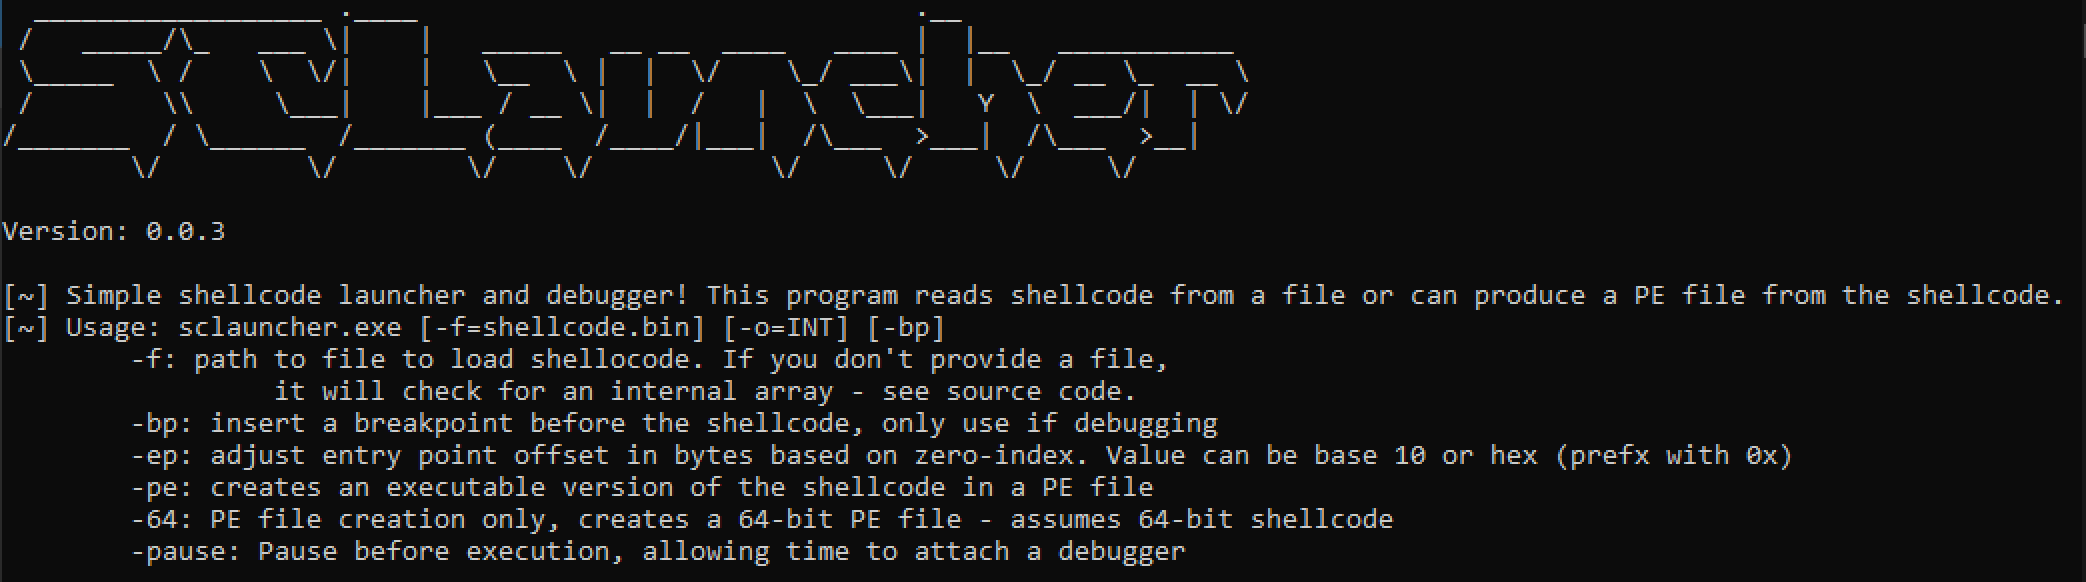 SCLauncher
Version: 0.0.3
[~] Simple shellcode launcher and debugger! This program reads shellcode from a file or can produce a PE file from the shellcode.
[~] Usage: sclauncher.exe [-f=shellcode.bin] [-o=INT] [-bp]
-f: path to file to load shellocode. If you don't provide a file,
it will check for an internal array - see source code.
-bp: insert a breakpoint before the shellcode, only use if debugging
-ep: adjust entry point offset in bytes based on zero-index. Value can be base 10 or hex (prefx with 0x)
-pe: creates an executable version of the shellcode in a PE file
-64: PE file creation only, creates a 64-bit PE file - assumes 64-bit shellcode
-pause: Pause before execution, allowing time to attach a debugger